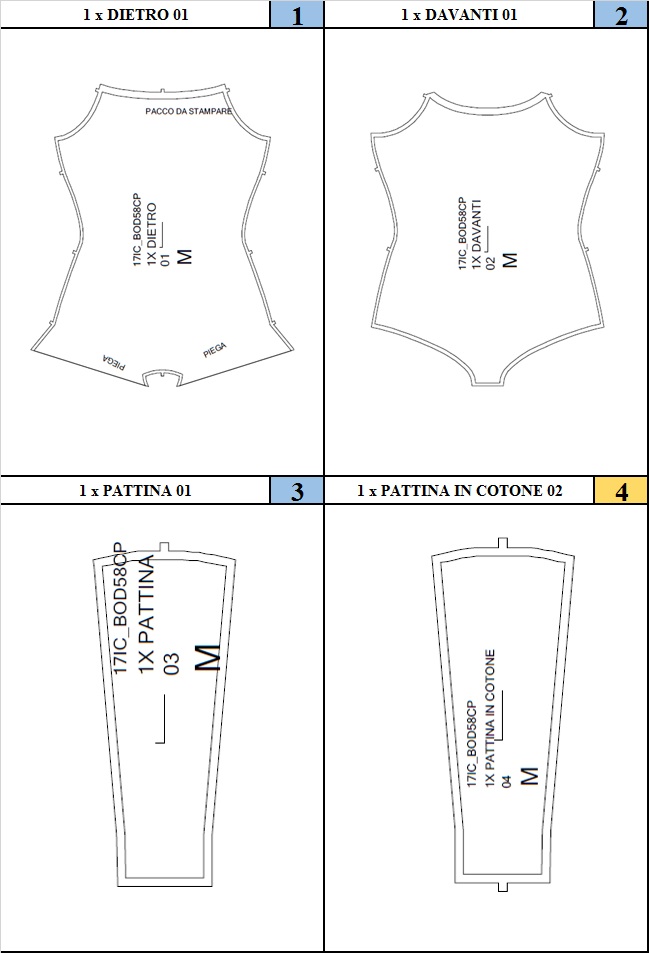 1 x DIETRO 01
1
1 x DAVANTI 01
2
PACCO DA STAMPARE
17IC_BOD58CP
1X DIETRO
01
M
PIEGA
PIEGA
17IC_BOD58CP
1X DAVANTI
02
M
1 x PATTINA 01
3
1 x PATTINA IN COTONE 02
4
17IC_BOD58CP
1X PATTINA
03
M
17IC_BOD58CP
1X PATTINA IN COTONE
04
M